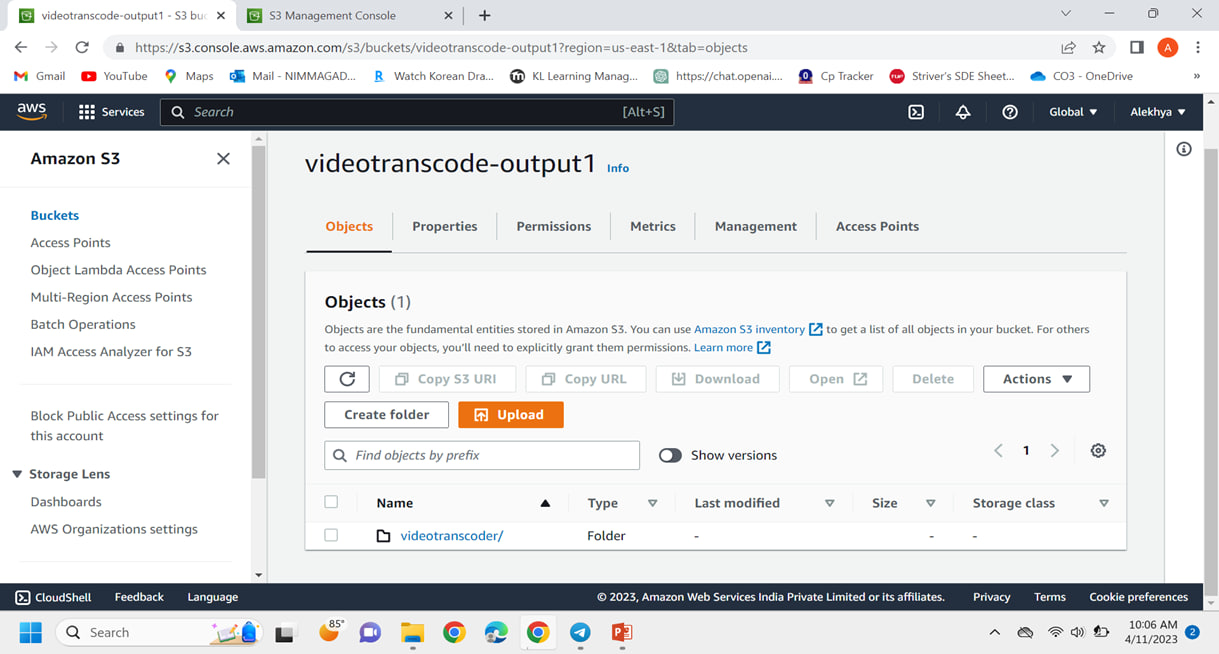 videotranscode-output1 - S3 buc
S3 Management Console
https://s3.console.aws.amazon.com/s3/buckets/videotranscode-output1?region=us-east-1&tab=objects
A
Gmail YouTube Maps Mail - NIMMAGAD... Watch Korean Dra... KL Learning Manag... https://chat.openai.... Cp Tracker Striver's SDE Sheet... CO3 - OneDrive »
aws Services Search [Alt+S] Global Alekhya
Amazon S3
Buckets
Access Points
Object Lambda Access Points
Multi-Region Access Points
Batch Operations
IAM Access Analyzer for S3
Block Public Access settings for
this account
Storage Lens
Dashboards
AWS Organizations settings
videotranscode-output1 Info
Objects Properties Permissions Metrics Management Access Points
Objects (1)
Objects are the fundamental entities stored in Amazon S3. You can use Amazon S3 inventory to get a list of all objects in your bucket. For others
to access your objects, you'll need to explicitly grant them permissions. Learn more
Copy S3 URI Copy URL Download Open Delete Actions
Create folder Upload
Find objects by prefix Show versions 1
Name Type Last modified Size Storage class
videotranscoder/ Folder - - -
CloudShell Feedback Language © 2023, Amazon Web Services India Private Limited or its affiliates. Privacy Terms Cookie preferences
Search 85° 10:06 AM
4/11/2023 2